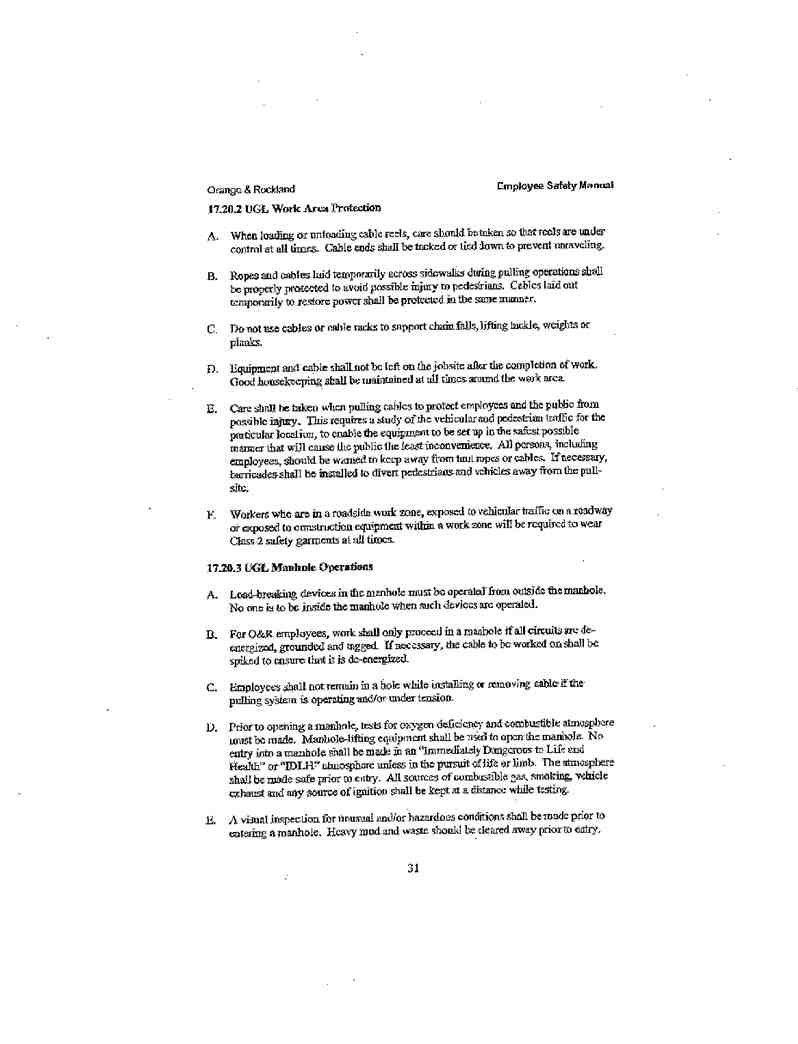 Orange & Rockland
Employee Safety Manual
17.20.2 UGL Work Area Protection
A. When loading or unloading cable reels, care should be taken so that reels are under
control at all times. Cable ends shall be tacked or tied down to prevent unraveling.
B. Ropes and cables laid temporarily across sidewalks during pulling operations shall
be properly protected to avoid possible injury to pedestrians. Cables laid out
temporarily to restore power shall be protected in the same manner.
C. Do not use cables or cable racks to support chain falls, lifting tackle, weights or
planks.
D. Equipment and cable shall not be left on the jobsite after the completion of work.
Good housekeeping shall be maintained at all times around the work area.
E. Care shall be taken when pulling cables to protect employees and the public from
possible injury. This requires a study of the vehicular and pedestrian traffic for the
particular location, to enable the equipment to be set up in the safest possible
manner that will cause the public the least inconvenience. All persons, including
employees, should be warned to keep away from taut ropes or cables. If necessary,
barricades shall be installed to divert pedestrians and vehicles away from the pull-
site.
F. Workers who are in a roadside work zone, exposed to vehicular traffic on a roadway
or exposed to construction equipment within a work zone will be required to wear
Class 2 safety garments at all times.
17.20.3 UGL Manhole Operations
A. Load-breaking devices in the manhole must be operated from outside the manhole.
No one is to be inside the manhole when such devices are operated.
B. For O&R employees, work shall only proceed in a manhole if all circuits are de-
energized, grounded and tagged. If necessary, the cable to be worked on shall be
spiked to ensure that it is de-energized.
C. Employees shall not remain in a hole while installing or removing cable if the
pulling system is operating and/or under tension.
D. Prior to opening a manhole, tests for oxygen deficiency and combustible atmosphere
must be made. Manhole-lifting equipment shall be used to open the manhole. No
entry into a manhole shall be made in an "Immediately Dangerous to Life and
Health" or "IDLH" atmosphere unless in the pursuit of life or limb. The atmosphere
shall be made safe prior to entry. All sources of combustible gas, smoking, vehicle
exhaust and any source of ignition shall be kept at a distance while testing.
E. A visual inspection for unusual and/or hazardous conditions shall be made prior to
entering a manhole. Heavy mud and waste should be cleared away prior to entry.
31